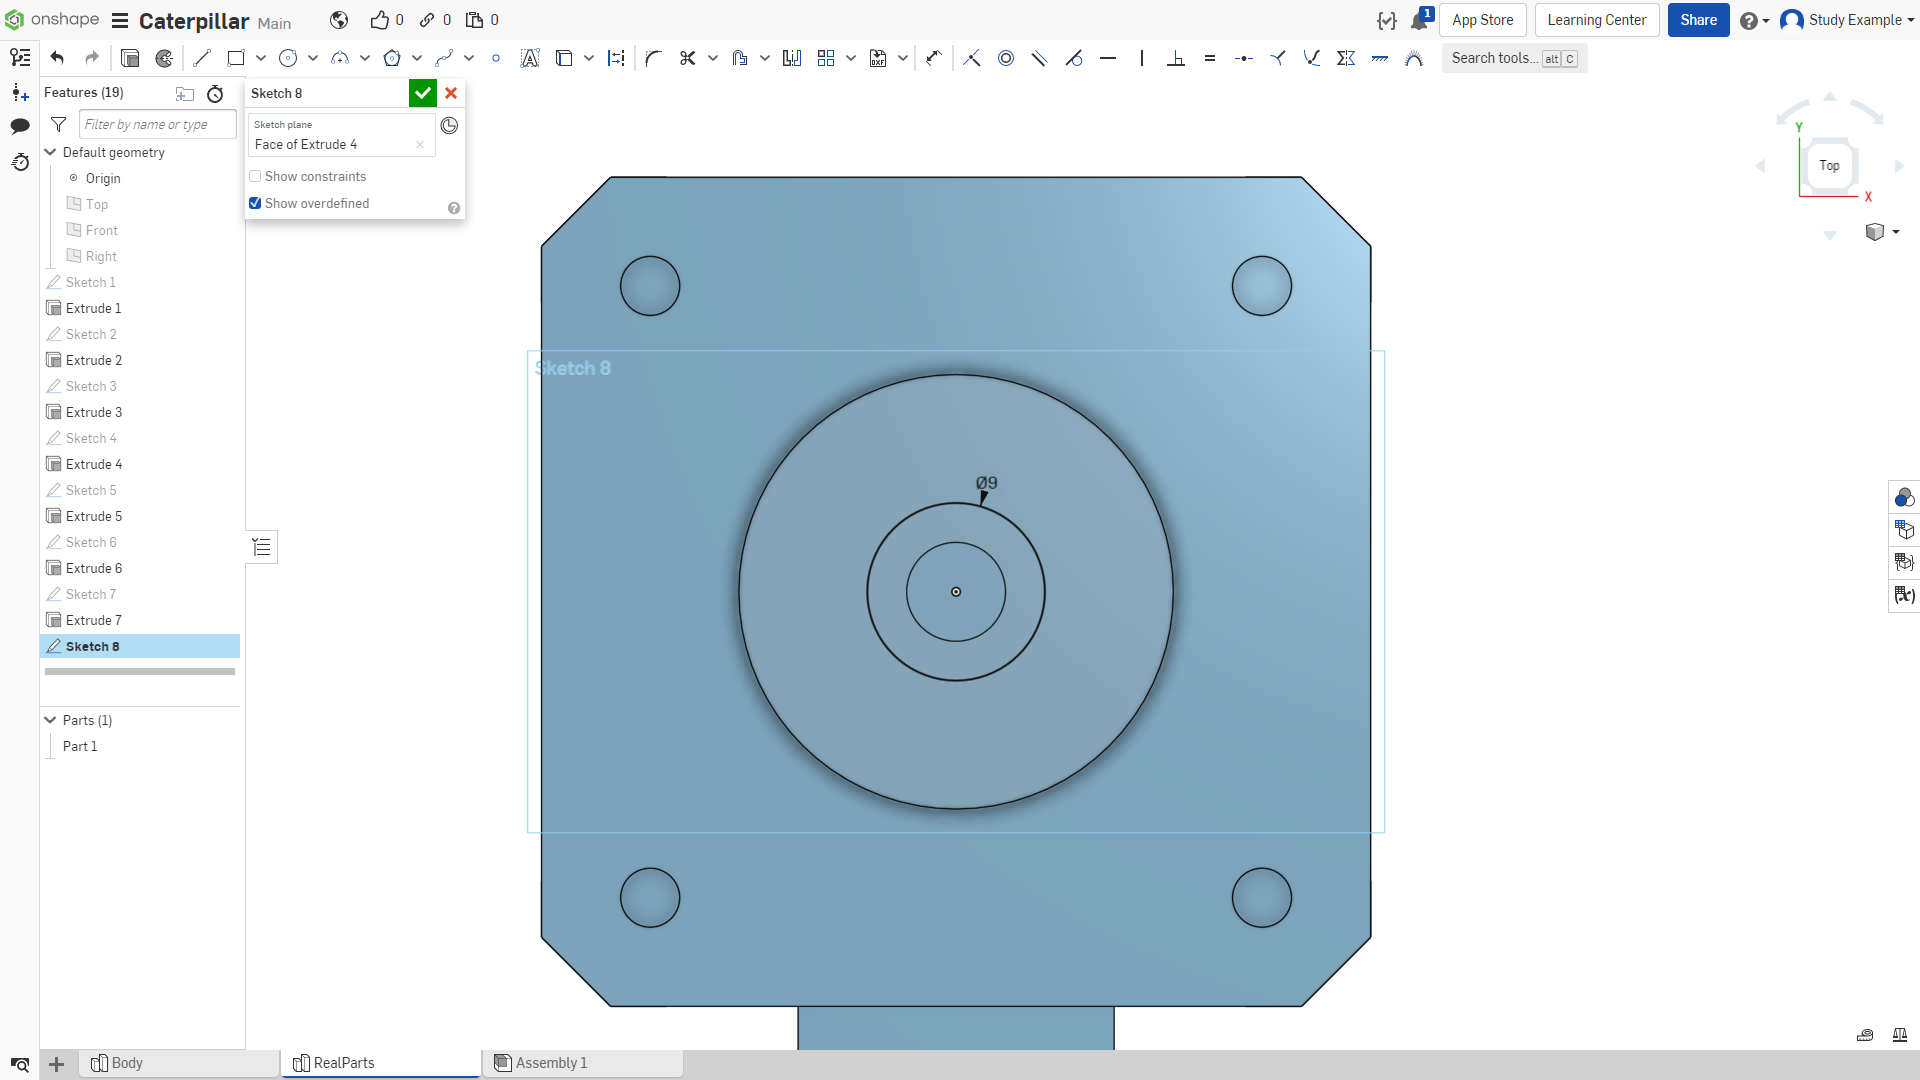 onshape Caterpillar Main 0 0 0 1 App Store Learning Center Share Study Example
Search tools... alt C
Features (19)
Filter by name or type
Default geometry
Origin
Top
Front
Right
Sketch 1
Extrude 1
Sketch 2
Extrude 2
Sketch 3
Extrude 3
Sketch 4
Extrude 4
Sketch 5
Extrude 5
Sketch 6
Extrude 6
Sketch 7
Extrude 7
Sketch 8
Parts (1)
Part 1
Sketch 8
Sketch plane
Face of Extrude 4
Show constraints
Show overdefined
Sketch 8
Ø9
Y
Top
X
(x)
Body
RealParts
Assembly 1